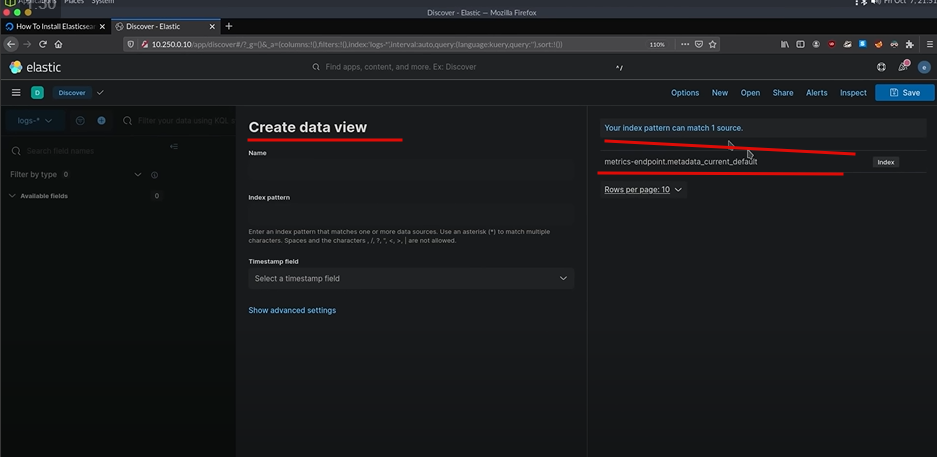 Places System
Fri Oct 7, 21:51
Discover - Elastic — Mozilla Firefox
How To Install Elasticsea
Discover - Elastic
10.250.0.10/app/discover#/?_g=()&_a=(columns:!(),filters:!(),index:'logs-*',interval:auto,query:(language:kuery,query:''),sort:!())
110%
elastic
Find apps, content, and more. Ex: Discover
^/
e
D
Discover
Options New Open Share Alerts Inspect Save
logs-*
Filter your data using KQL
Search field names
Filter by type 0
Available fields 0
Create data view
Name
Index pattern
Enter an index pattern that matches one or more data sources. Use an asterisk (*) to match multiple
characters. Spaces and the characters , /, ?, ", <, >, | are not allowed.
Timestamp field
Select a timestamp field
Show advanced settings
Your index pattern can match 1 source.
metrics-endpoint.metadata_current_default
Index
Rows per page: 10